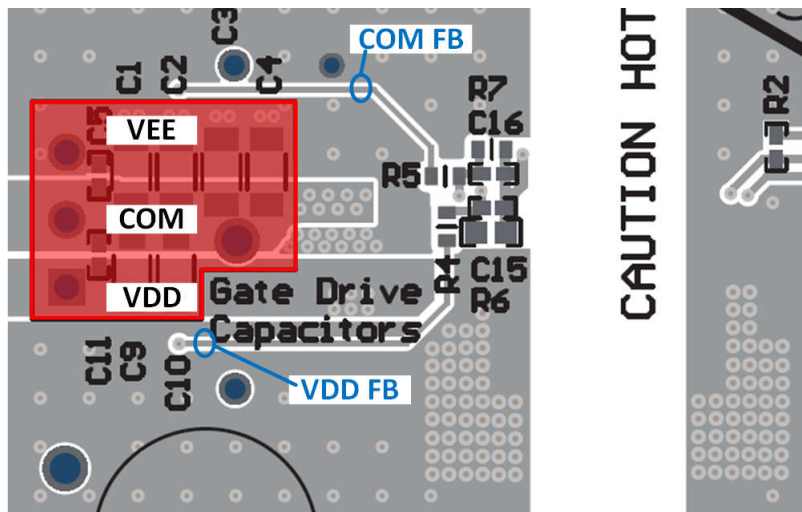 C3
COM FB
C1
C2
C4
R7
C16
C5
VEE
R5
COM
R4
C15
R6
VDD
Gate Drive
Capacitors
C11
C9
C10
VDD FB
CAUTION HOT
R2